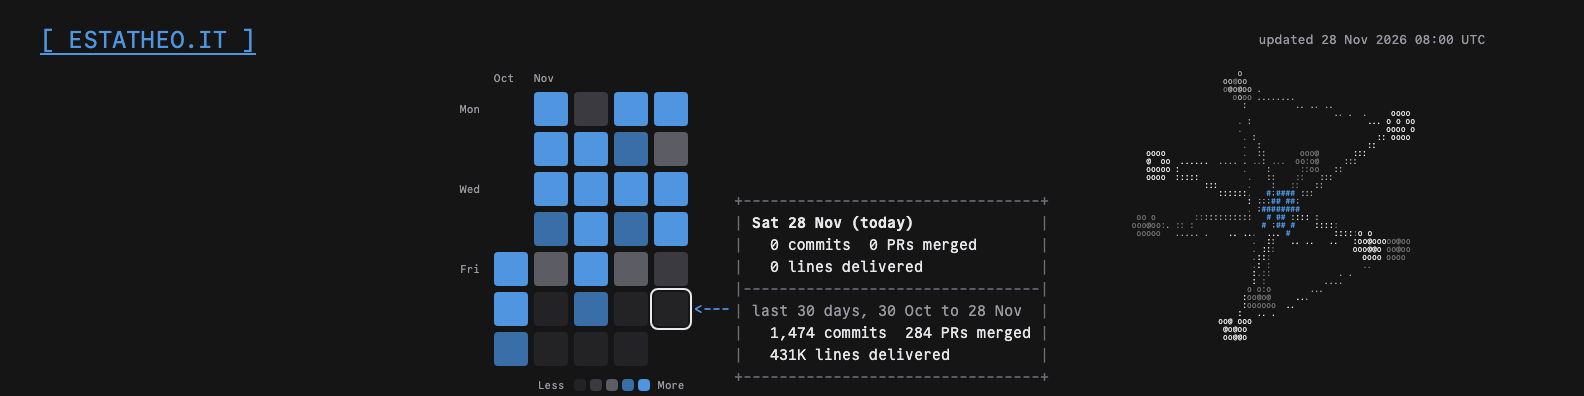 [ ESTATHEO.IT ]
updated 28 Nov 2026 08:00 UTC
Oct Nov
Mon
Wed
Fri
Sat 28 Nov (today)
0 commits 0 PRs merged
0 lines delivered
last 30 days, 30 Oct to 28 Nov
1,474 commits 284 PRs merged
431K lines delivered
Less More